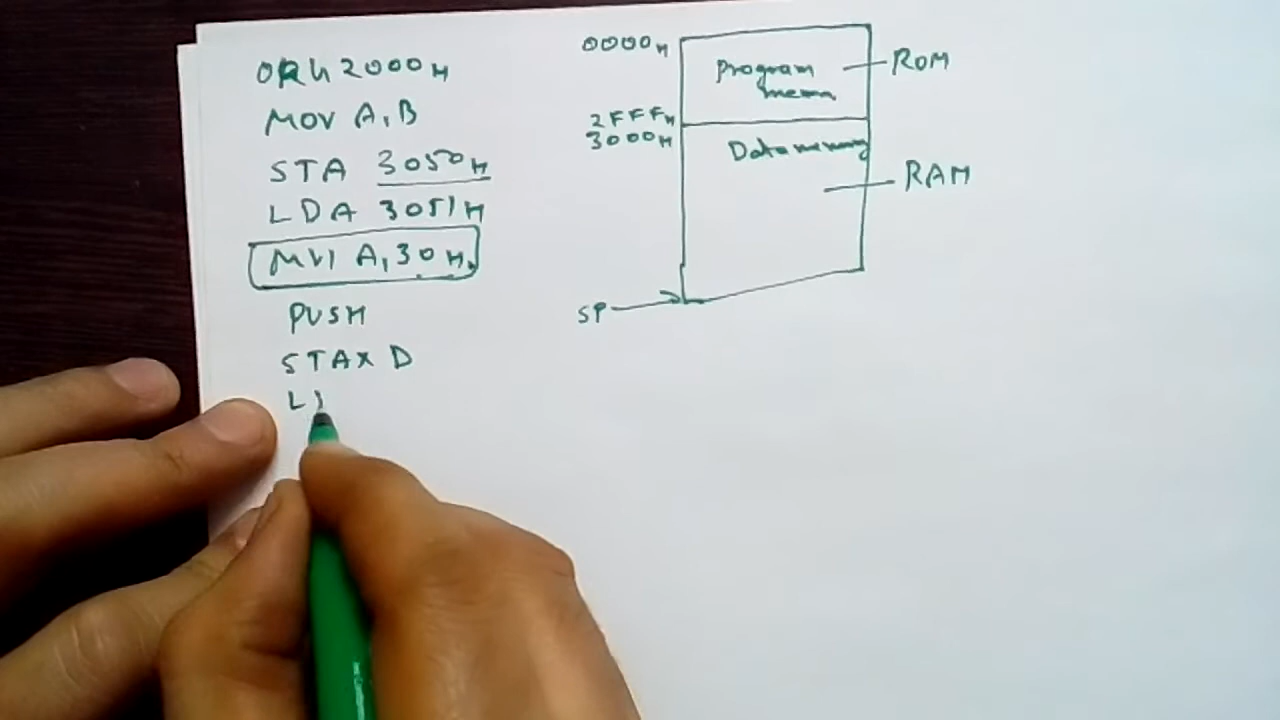 ORG 2000H
MOV A,B
STA 3050H
LDA 3051H
MVI A,30H.
PUSH
STAX D
L
0000H
Program
mem
ROM
2FFFH
3000H
Data memory
RAM
SP